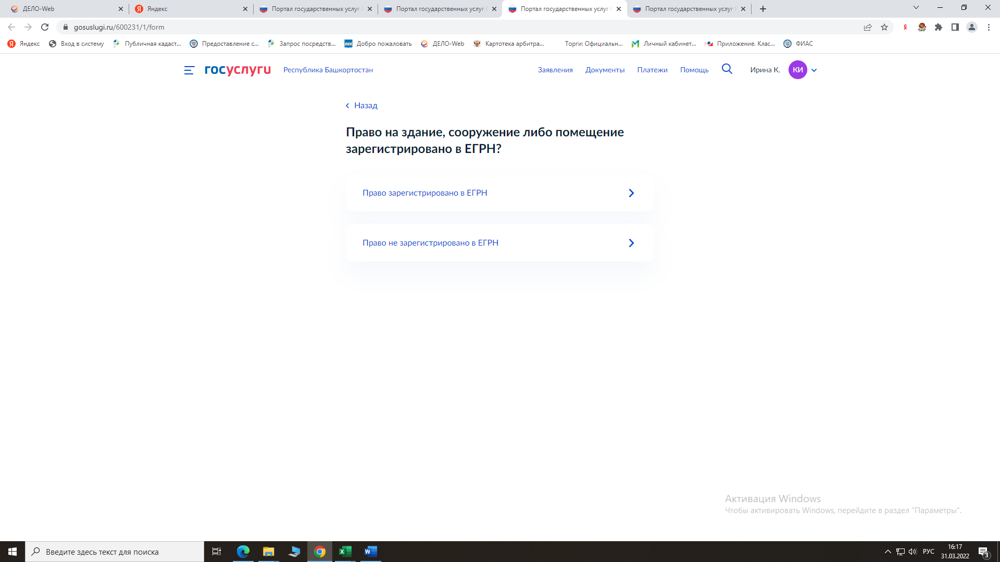 ДЕЛО-Web
Яндекс
Портал государственных услуг
Портал государственных услуг
Портал государственных услуг
Портал государственных услуг
gosuslugi.ru/600231/1/form
Яндекс
Вход в систему
Публичная кадаст...
Предоставление с...
Запрос посредств...
Добро пожаловать
ДЕЛО-Web
Картотека арбитра...
Торги: Официальн...
Личный кабинет...
Приложение. Клас...
ФИАС
госуслуги
Республика Башкортостан
Заявления
Документы
Платежи
Помощь
Ирина К.
КИ
Назад
Право на здание, сооружение либо помещение
зарегистрировано в ЕГРН?
Право зарегистрировано в ЕГРН
Право не зарегистрировано в ЕГРН
Активация Windows
Чтобы активировать Windows, перейдите в раздел "Параметры".
Введите здесь текст для поиска
РУС
16:17
31.03.2022
3